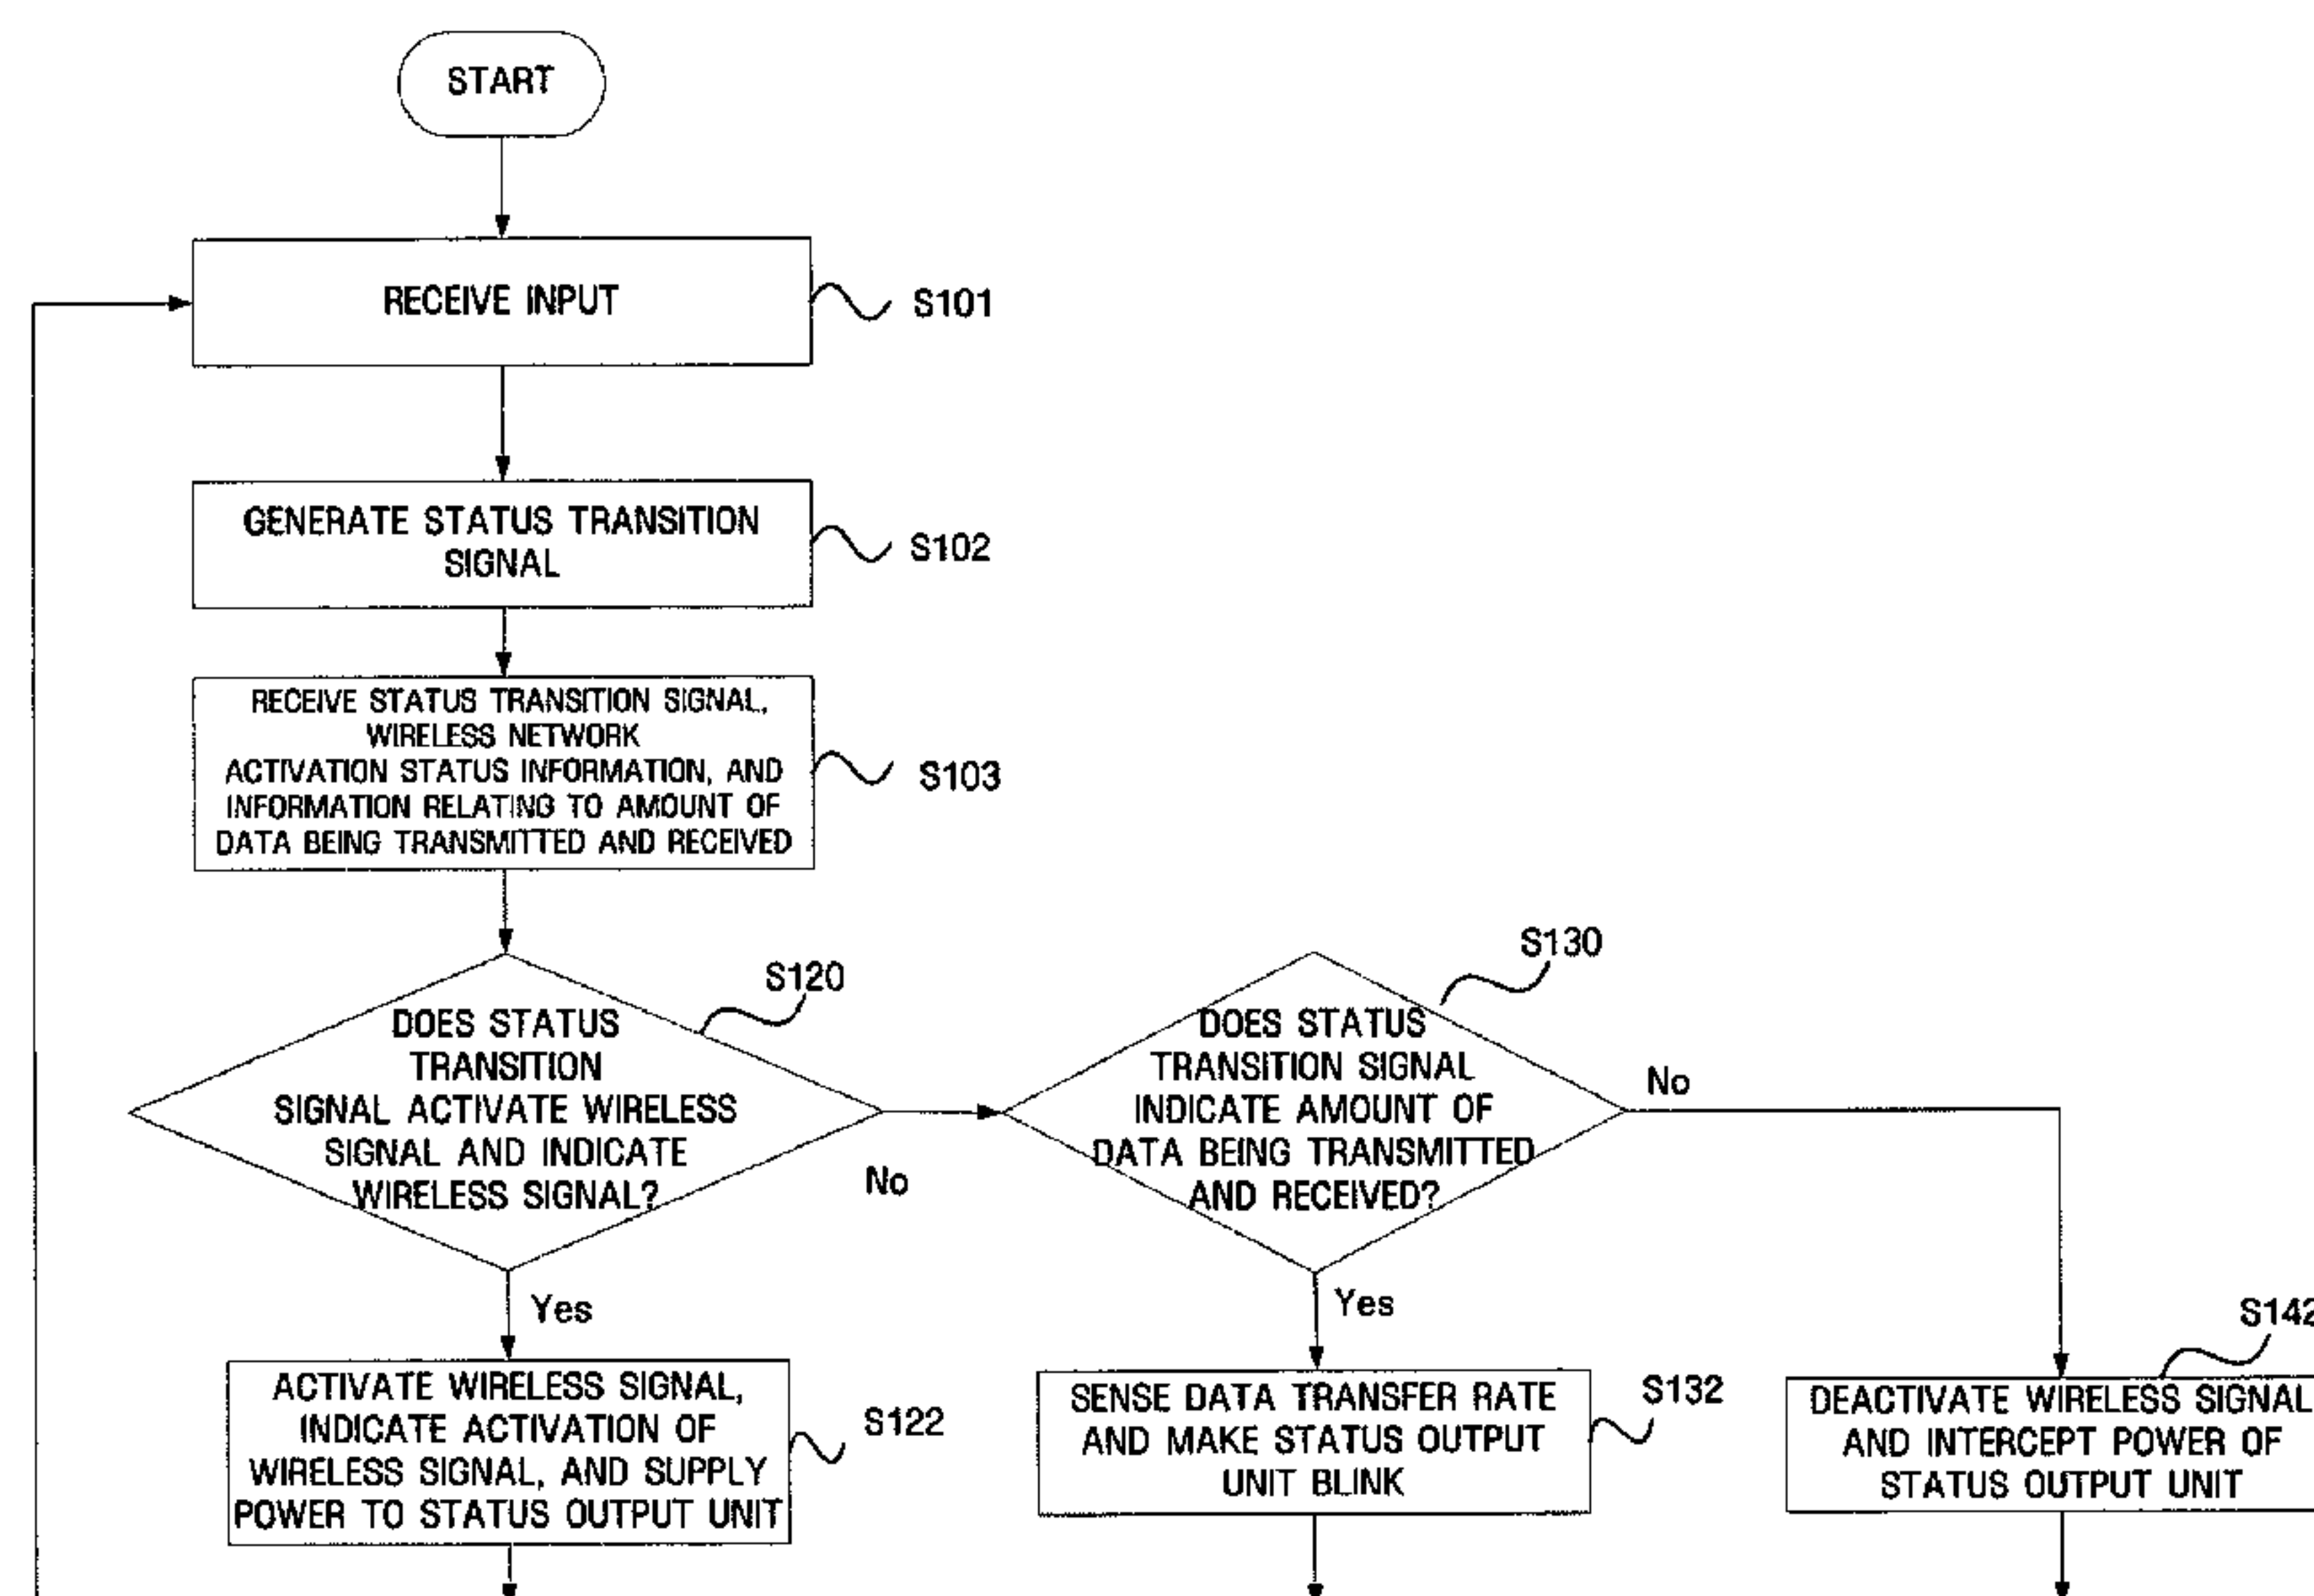 START
RECEIVE INPUT
S101
GENERATE STATUS TRANSITION
SIGNAL
S102
RECEIVE STATUS TRANSITION SIGNAL,
WIRELESS NETWORK
ACTIVATION STATUS INFORMATION, AND
INFORMATION RELATING TO AMOUNT OF
DATA BEING TRANSMITTED AND RECEIVED
S103
S120
DOES STATUS
TRANSITION
SIGNAL ACTIVATE WIRELESS
SIGNAL AND INDICATE
WIRELESS SIGNAL?
No
Yes
S130
DOES STATUS
TRANSITION SIGNAL
INDICATE AMOUNT OF
DATA BEING TRANSMITTED
AND RECEIVED?
No
Yes
ACTIVATE WIRELESS SIGNAL,
INDICATE ACTIVATION OF
WIRELESS SIGNAL, AND SUPPLY
POWER TO STATUS OUTPUT UNIT
S122
SENSE DATA TRANSFER RATE
AND MAKE STATUS OUTPUT
UNIT BLINK
S132
S142
DEACTIVATE WIRELESS SIGNAL
AND INTERCEPT POWER OF
STATUS OUTPUT UNIT